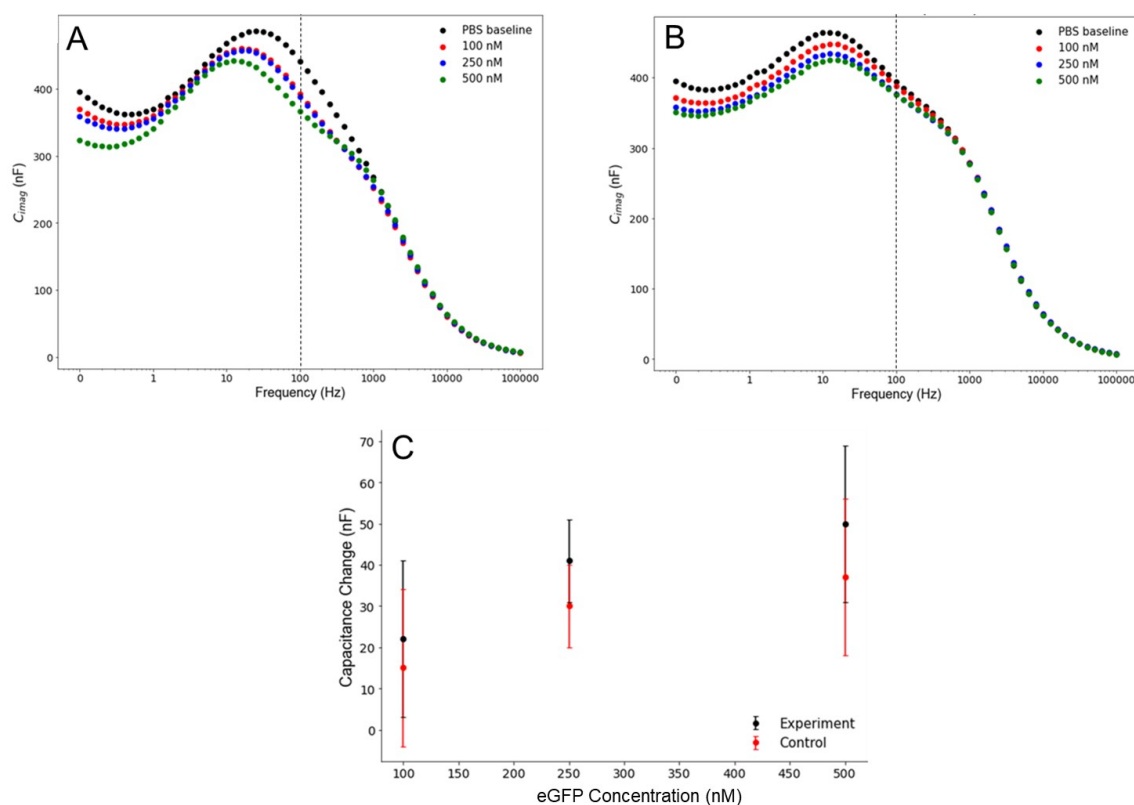 A
PBS baseline
100 nM
250 nM
500 nM
400
300
200
100
0
C_imag (nF)
0 1 10 100 1000 10000 100000
Frequency (Hz)
B
PBS baseline
100 nM
250 nM
500 nM
400
300
200
100
0
C_imag (nF)
0 1 10 100 1000 10000 100000
Frequency (Hz)
C
70
60
50
40
30
20
10
0
Capacitance Change (nF)
Experiment
Control
100 150 200 250 300 350 400 450 500
eGFP Concentration (nM)